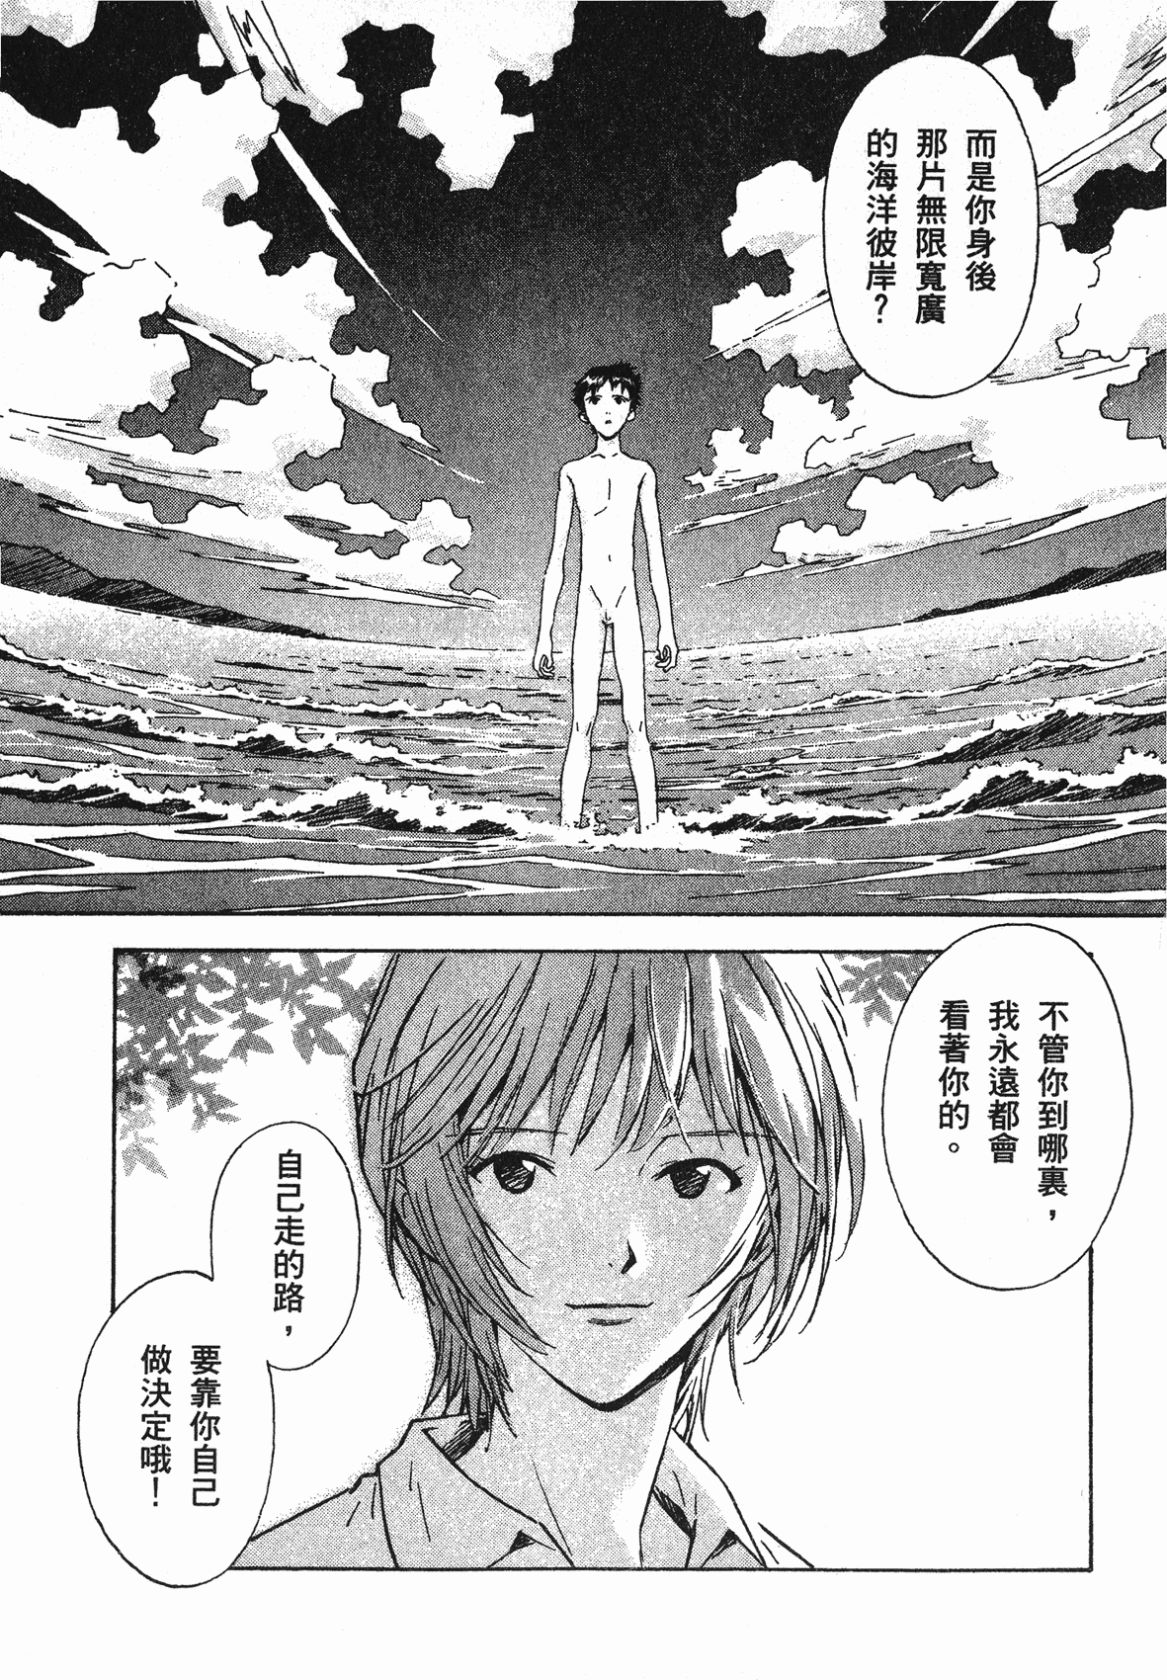 而是你身後
那片無限寬廣
的海洋彼岸？
不管你到哪裏，
我永遠都會
看著你的。
自己走的路，
要靠你自己
做決定哦！